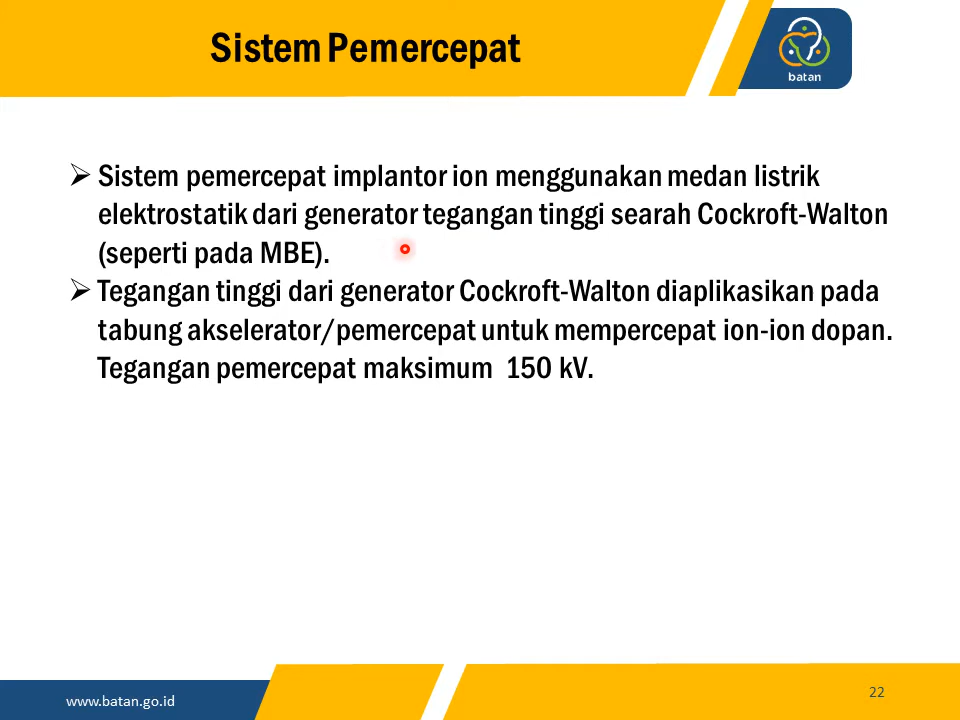 Sistem Pemercepat
batan
➢ Sistem pemercepat implantor ion menggunakan medan listrik
elektrostatik dari generator tegangan tinggi searah Cockroft-Walton
(seperti pada MBE).
➢ Tegangan tinggi dari generator Cockroft-Walton diaplikasikan pada
tabung akselerator/pemercepat untuk mempercepat ion-ion dopan.
Tegangan pemercepat maksimum 150 kV.
www.batan.go.id
22